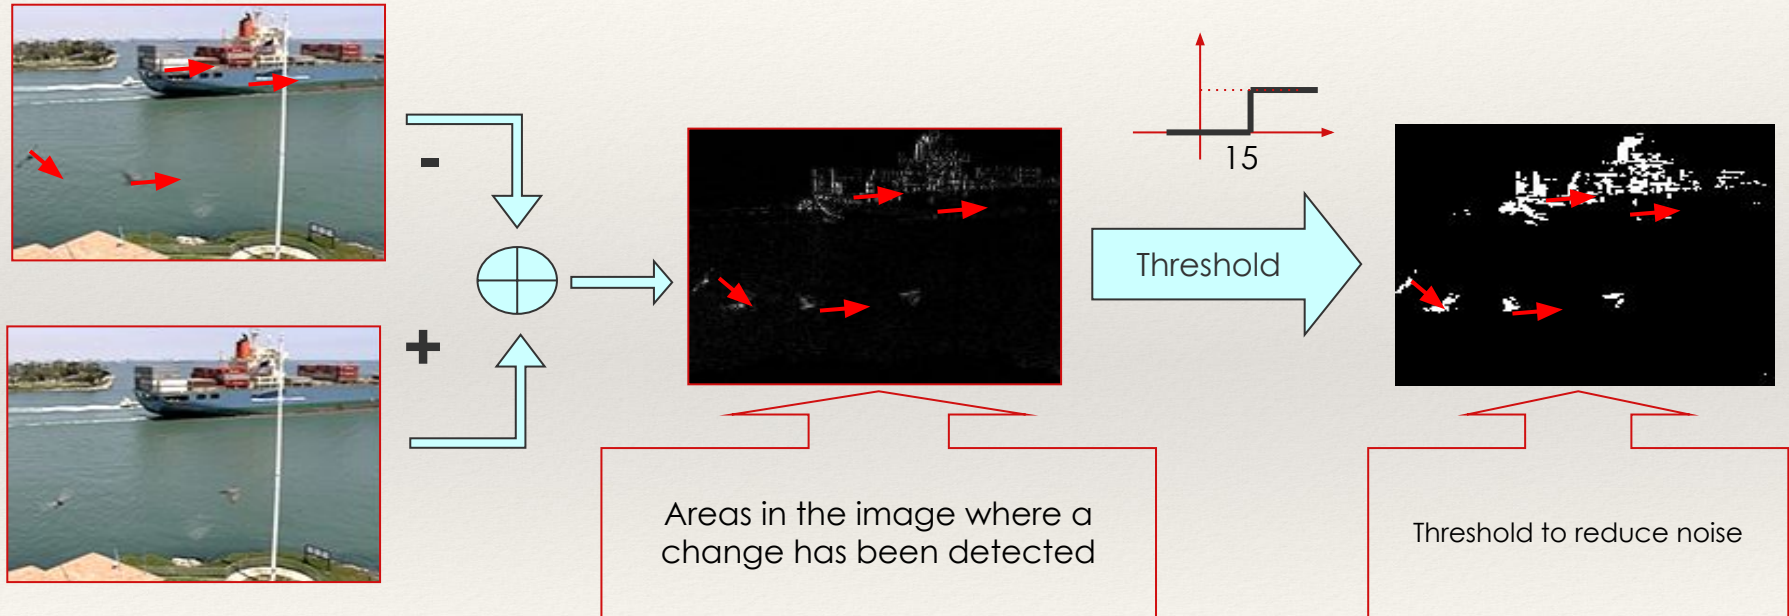 -
+
15
Threshold
Areas in the image where a
change has been detected
Threshold to reduce noise